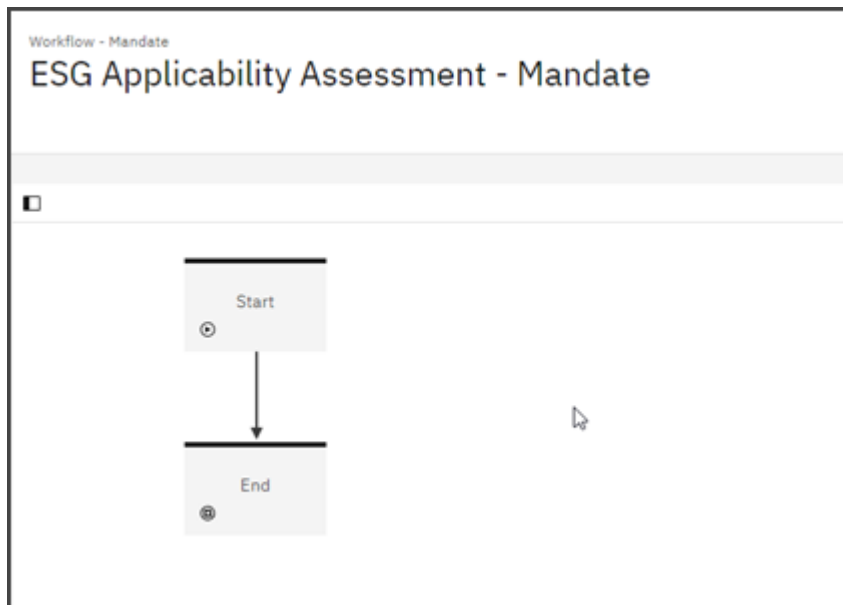 Workflow - Mandate
ESG Applicability Assessment - Mandate
Start
End